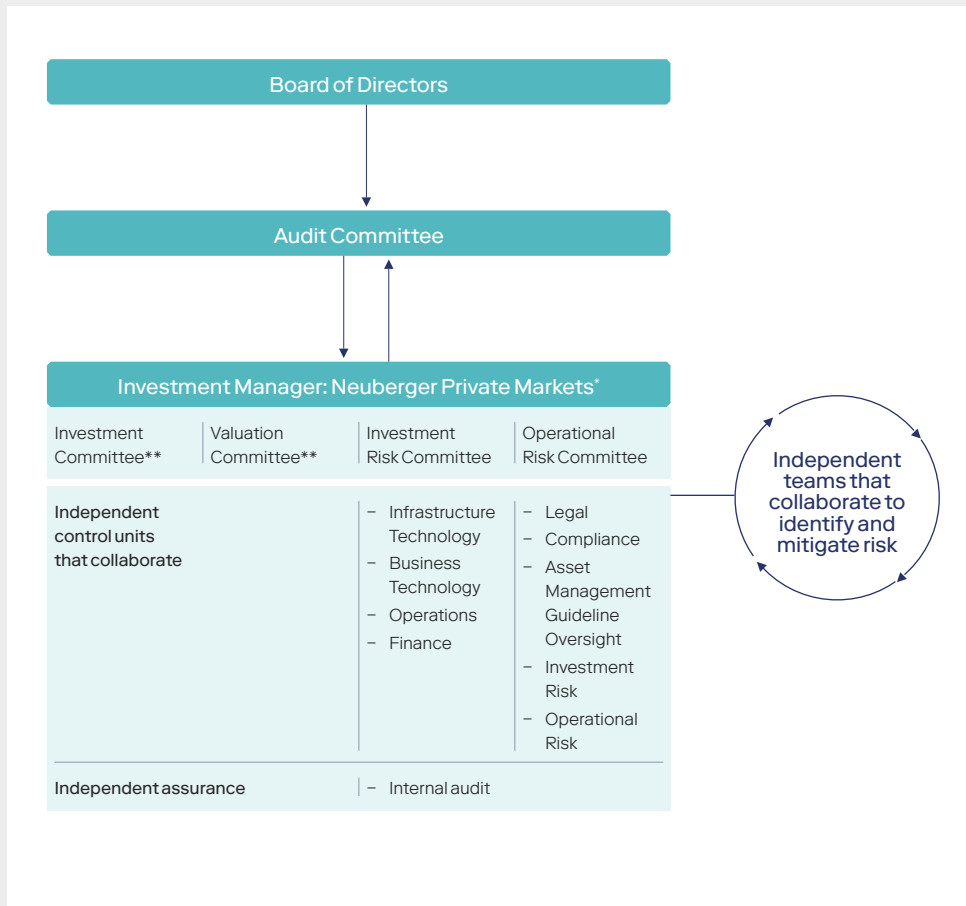 Board of Directors
Audit Committee
Investment Manager: Neuberger Private Markets*
Investment
Committee**
Valuation
Committee**
Investment
Risk Committee
Operational
Risk Committee
Independent
control units
that collaborate
– Infrastructure
Technology
– Business
Technology
– Operations
– Finance
– Legal
– Compliance
– Asset
Management
Guideline
Oversight
– Investment
Risk
– Operational
Risk
Independent assurance
– Internal audit
Independent
teams that
collaborate to
identify and
mitigate risk